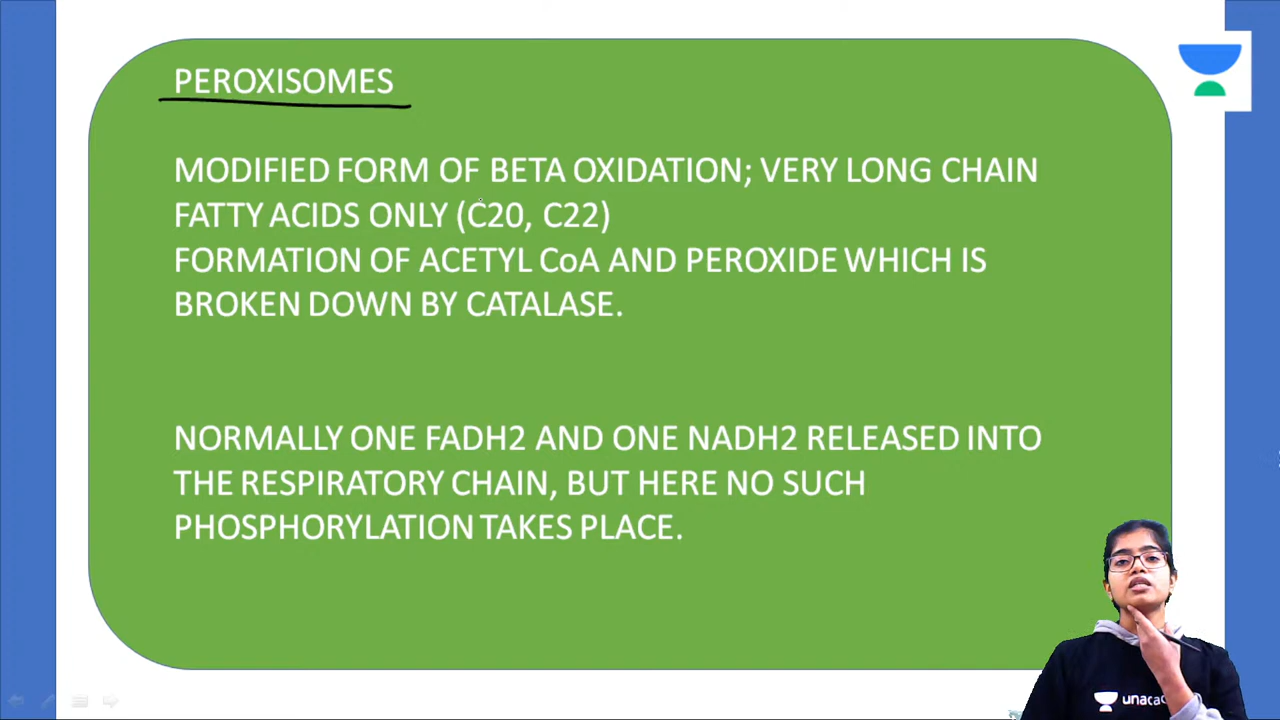 PEROXISOMES
MODIFIED FORM OF BETA OXIDATION; VERY LONG CHAIN
FATTY ACIDS ONLY (C20, C22)
FORMATION OF ACETYL CoA AND PEROXIDE WHICH IS
BROKEN DOWN BY CATALASE.
NORMALLY ONE FADH2 AND ONE NADH2 RELEASED INTO
THE RESPIRATORY CHAIN, BUT HERE NO SUCH
PHOSPHORYLATION TAKES PLACE.